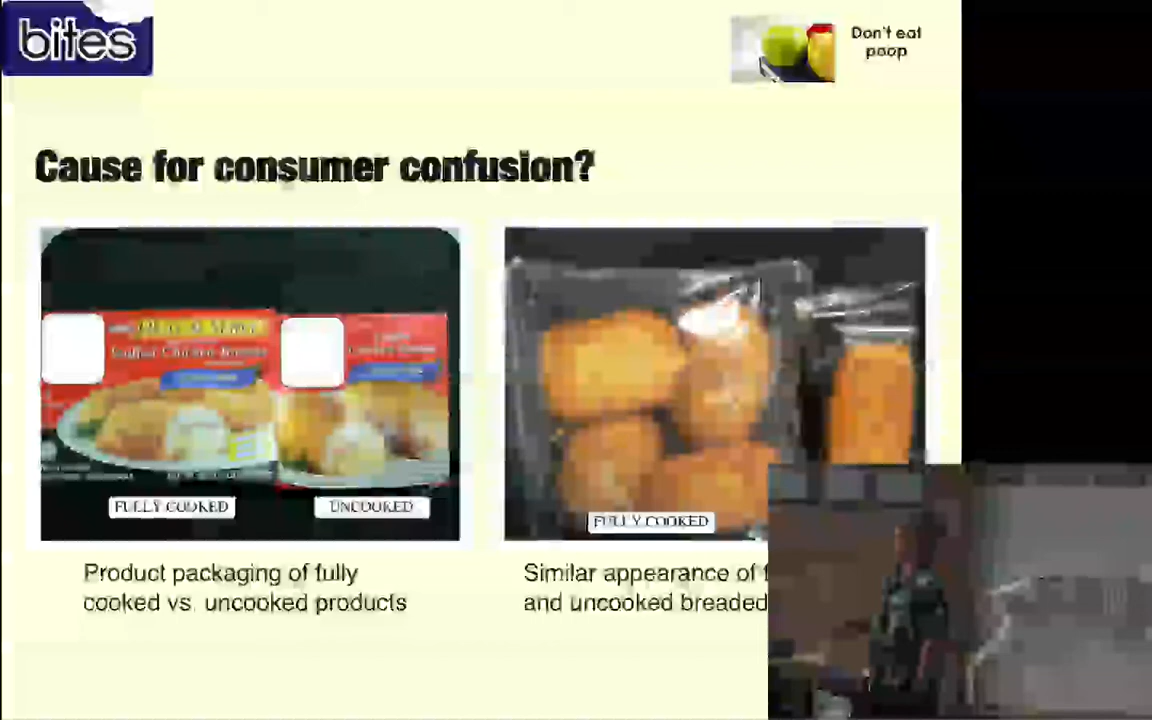 bites
Don't eat
poop
Cause for consumer confusion?
FULLY COOKED
UNCOOKED
FULLY COOKED
Product packaging of fully
cooked vs. uncooked products
Similar appearance of f
and uncooked breaded